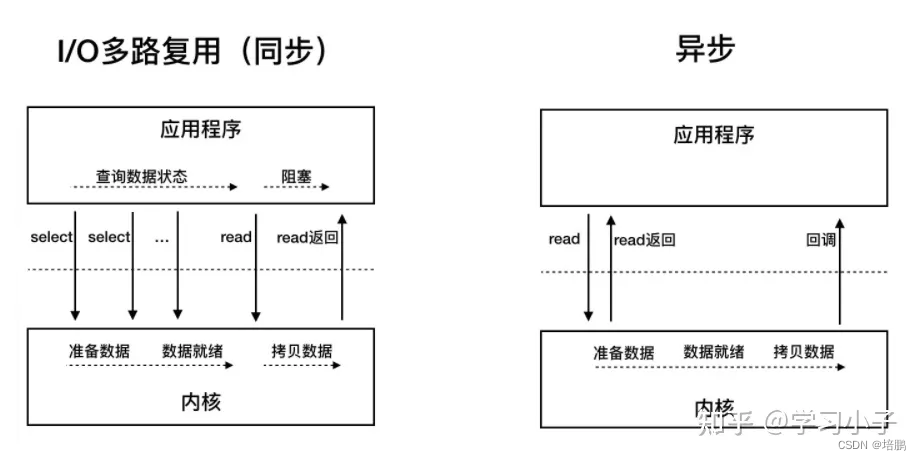 I/O多路复用（同步）
应用程序
查询数据状态 阻塞
select select ... read read返回
准备数据 数据就绪 拷贝数据
内核
异步
应用程序
read read返回 回调
准备数据 数据就绪 拷贝数据
内核
知乎 @学习小子
CSDN @培鹏